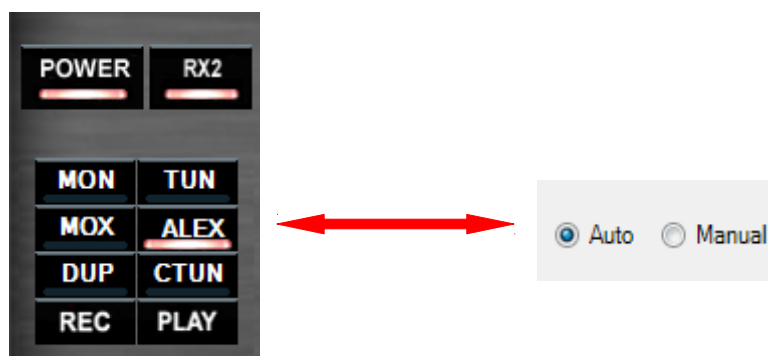 POWER RX2
MON TUN
MOX ALEX
Auto Manual
DUP CTUN
REC PLAY